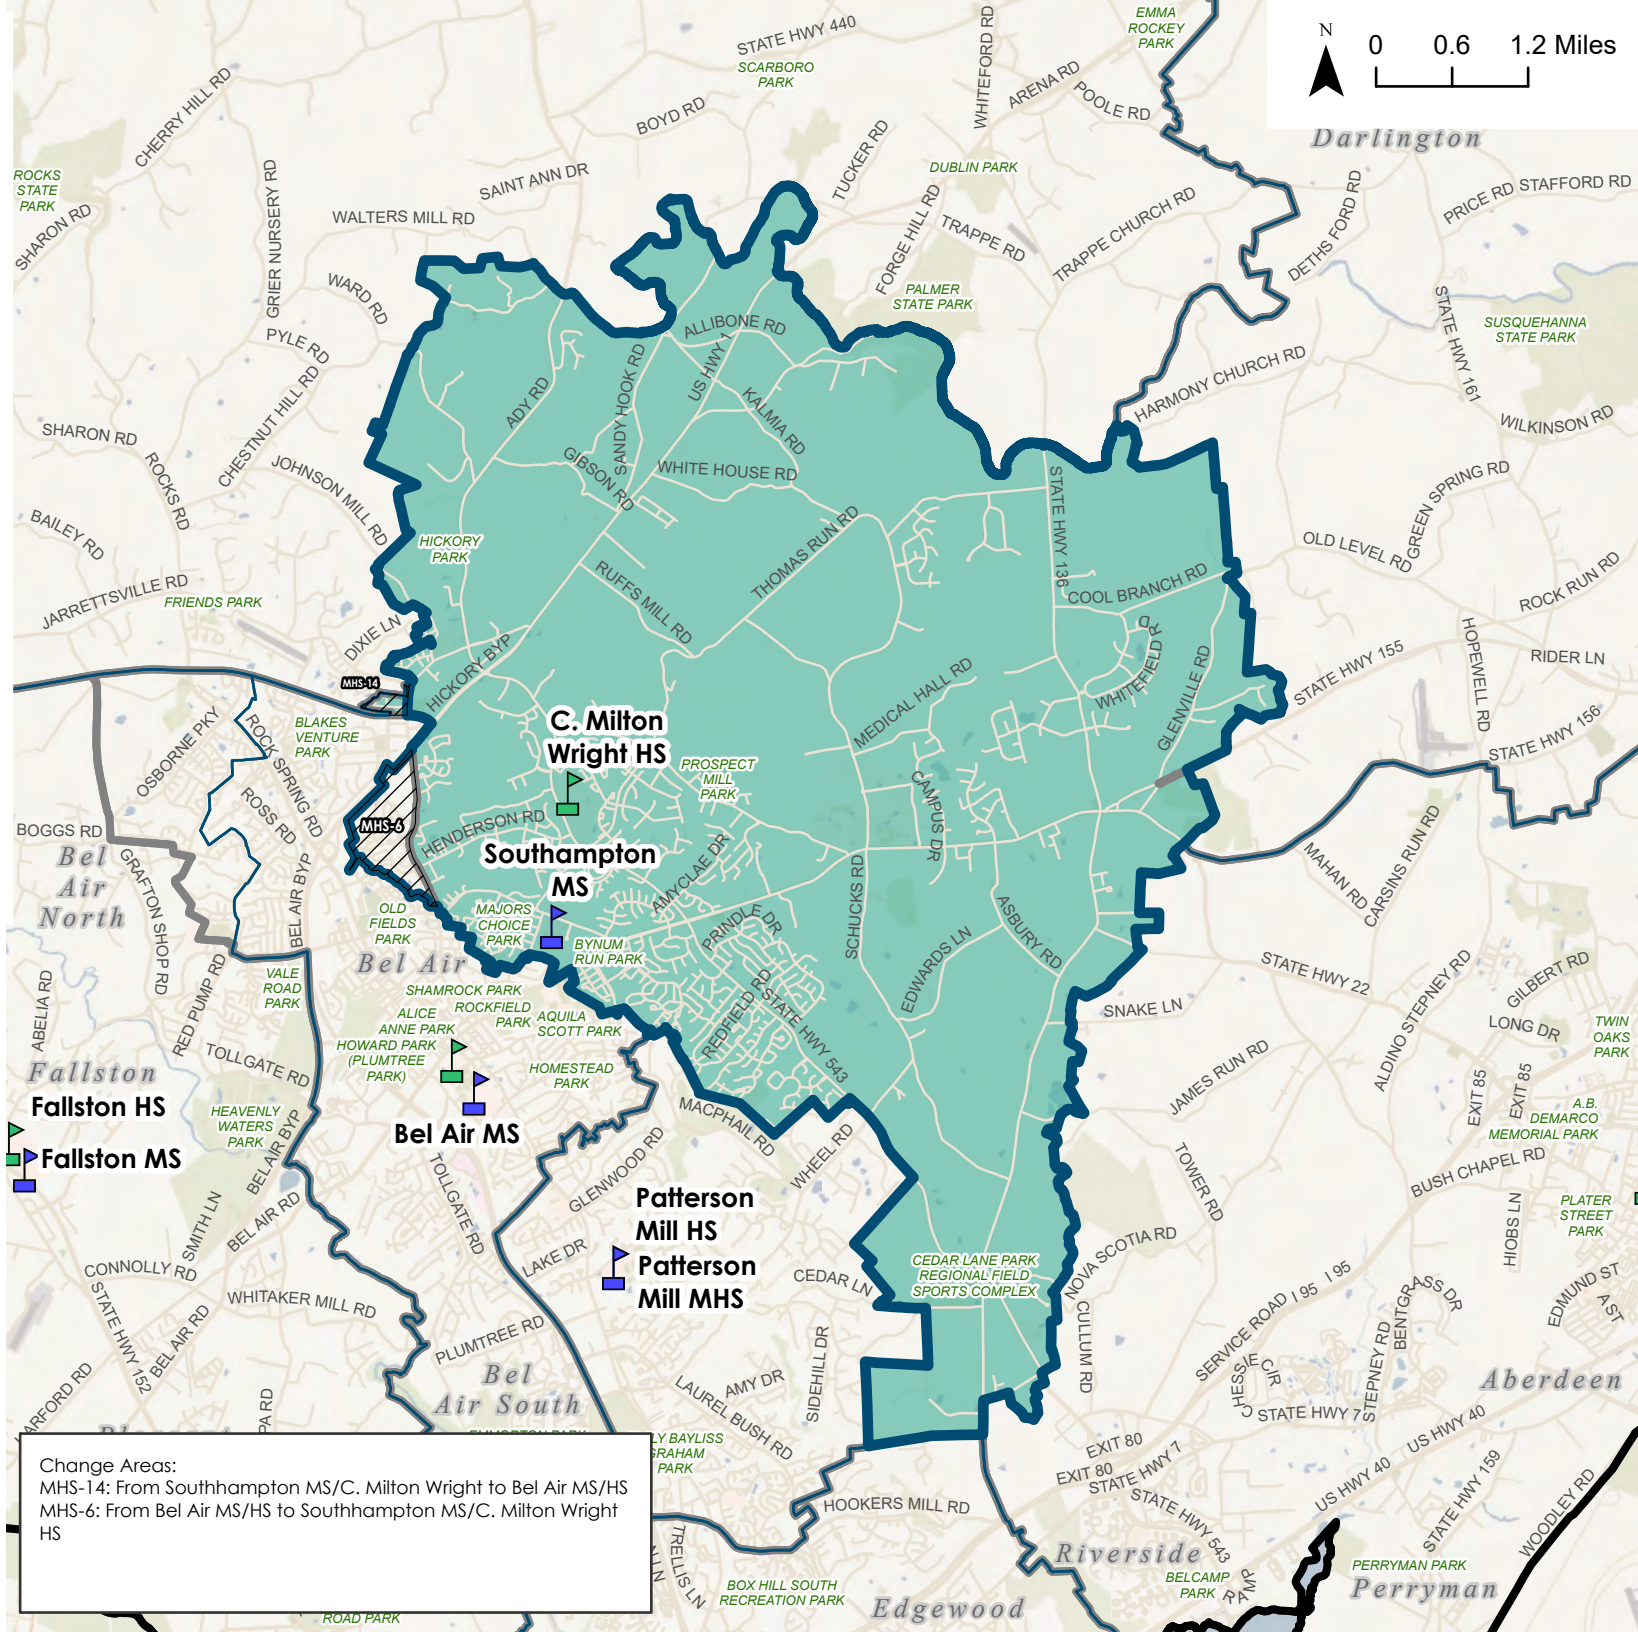 N
0 0.6 1.2 Miles
EMMA
ROCKEY
PARK
STATE HWY 440
SCARBORO
PARK
WHITEFORD RD
ARENA RD
POOLE RD
Darlington
CHERRY HILL RD
BOYD RD
TUCKER RD
DUBLIN PARK
ROCKS
STATE
PARK
SHARON RD
GRIER NURSERY RD
SAINT ANN DR
WALTERS MILL RD
FORGE HILL RD
TRAPPE RD
TRAPPE CHURCH RD
DETHS FORD RD
PRICE RD
STAFFORD RD
WARD RD
PALMER
STATE PARK
STATE HWY 161
SUSQUEHANNA
STATE PARK
PYLE RD
ALLIBONE RD
US HWY 1
SANDY HOOK RD
ADY RD
KALMIA RD
CHESTNUT HILL RD
HARMONY CHURCH RD
WILKINSON RD
SHARON RD
ROCKS RD
JOHNSON MILL RD
GIBSON RD
WHITE HOUSE RD
STATE HWY 136
GREEN SPRING RD
BAILEY RD
HICKORY
PARK
THOMAS RUN RD
OLD LEVEL RD
JARRETTSVILLE RD
FRIENDS PARK
RUFFS MILL RD
COOL BRANCH RD
ROCK RUN RD
DIXIE LN
HICKORY BYP
WHITEFIELD RD
GLENVILLE RD
STATE HWY 155
HOPEWELL RD
RIDER LN
MHS-14
MEDICAL HALL RD
STATE HWY 156
OSBORNE PKY
ROCK SPRING RD
BLAKES
VENTURE
PARK
C. Milton
Wright HS
PROSPECT
MILL
PARK
CAMPUS DR
ROSS RD
MHS-6
HENDERSON RD
BOGGS RD
Bel
Air
North
GRAFTON SHOP RD
BEL AIR BYP
Southampton
MS
AMYCLAE DR
SCHUCKS RD
MAHAN RD
CARSINS RUN RD
OLD
FIELDS
PARK
MAJORS
CHOICE
PARK
PRINDLE DR
ASBURY RD
EDWARDS LN
BYNUM
RUN PARK
Bel Air
VALE
ROAD
PARK
RED PUMP RD
ABELIA RD
SHAMROCK PARK
ROCKFIELD
PARK
AQUILA
SCOTT PARK
REDFIELD RD
STATE HWY 543
STATE HWY 22
ALDINO STEPNEY RD
GILBERT RD
SNAKE LN
LONG DR
TWIN
OAKS
PARK
ALICE
ANNE PARK
HOWARD PARK
(PLUMTREE
PARK)
TOLLGATE RD
HOMESTEAD
PARK
JAMES RUN RD
EXIT 85
EXIT 85
Fallston
Fallston HS
HEAVENLY
WATERS
PARK
BEL AIR BYP
Bel Air MS
MACPHAIL RD
WHEEL RD
A.B.
DEMARCO
MEMORIAL PARK
Fallston MS
TOLLGATE RD
GLENWOOD RD
TOWER RD
BUSH CHAPEL RD
SMITH LN
BEL AIR RD
Patterson
Mill HS
Patterson
Mill MHS
HIOBS LN
PLATER
STREET
PARK
CONNOLLY RD
LAKE DR
CEDAR LN
CEDAR LANE PARK
REGIONAL FIELD
SPORTS COMPLEX
NOVA SCOTIA RD
STATE HWY 152
WHITAKER MILL RD
BEL AIR RD
PLUMTREE RD
CULLUM RD
SERVICE ROAD
I 95
I 95
BENTGRASS DR
EDMUND ST
A ST
CHESSIE CIR
STEPNEY RD
Bel
Air South
LAUREL BUSH RD
AMY DR
SIDEHILL DR
Aberdeen
STATE HWY 7
US HWY 40
EXIT 80
EXIT 80
STATE HWY 7
US HWY 40
STATE HWY 159
WOODLEY RD
STATE HWY 543
HOOKERS MILL RD
GRAHAM
PARK
Change Areas:
MHS-14: From Southhampton MS/C. Milton Wright to Bel Air MS/HS
MHS-6: From Bel Air MS/HS to Southhampton MS/C. Milton Wright
HS
TRELLIS LN
Riverside
BELCAMP
PARK
RAMP
PERRYMAN PARK
Perryman
BOX HILL SOUTH
RECREATION PARK
Edgewood
ROAD PARK